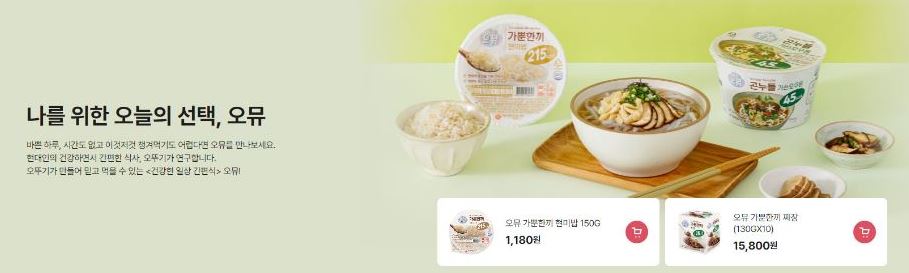 나를 위한 오늘의 선택, 오뮤
바쁜 하루, 시간도 없고 이것저것 챙겨먹기도 어렵다면 오뮤를 만나보세요.
현대인의 건강하면서 간편한 식사, 오뚜기가 연구합니다.
오뚜기가 만들어 믿고 먹을 수 있는 <건강한 일상 간편식> 오뮤!
오뮤
가뿐한끼
현미밥
215
곤누들
45
오뮤 가뿐한끼 현미밥 150G
1,180원
오뮤 가뿐한끼 짜장
(130GX10)
15,800원